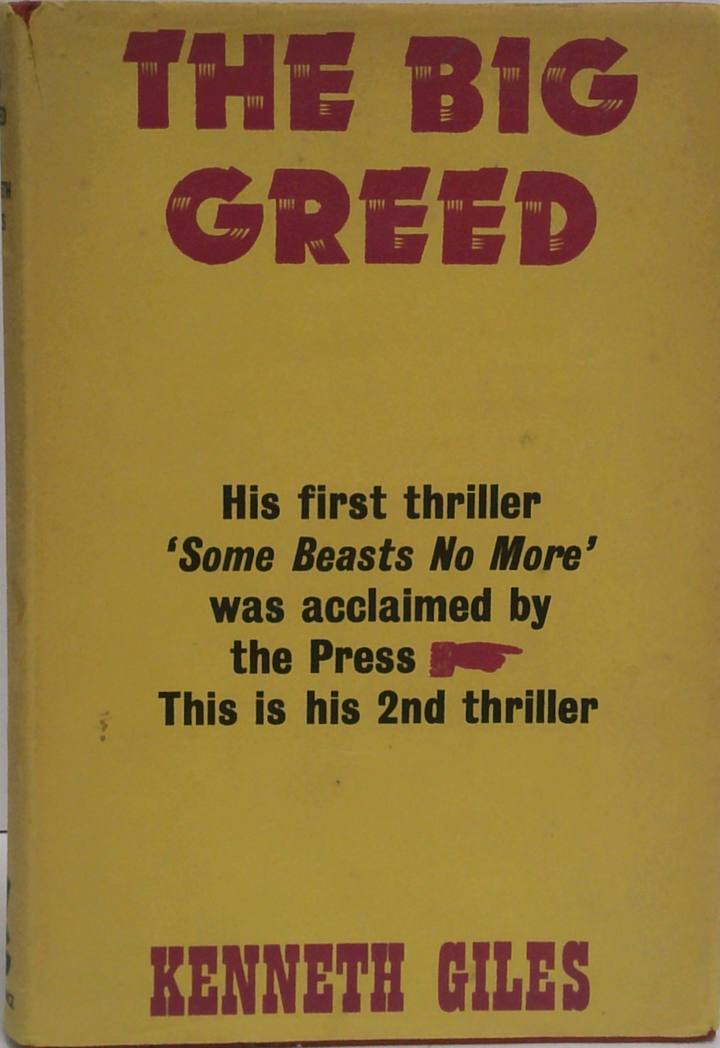 THE BIG
GREED
His first thriller
‘Some Beasts No More’
was acclaimed by
the Press
This is his 2nd thriller
KENNETH GILES